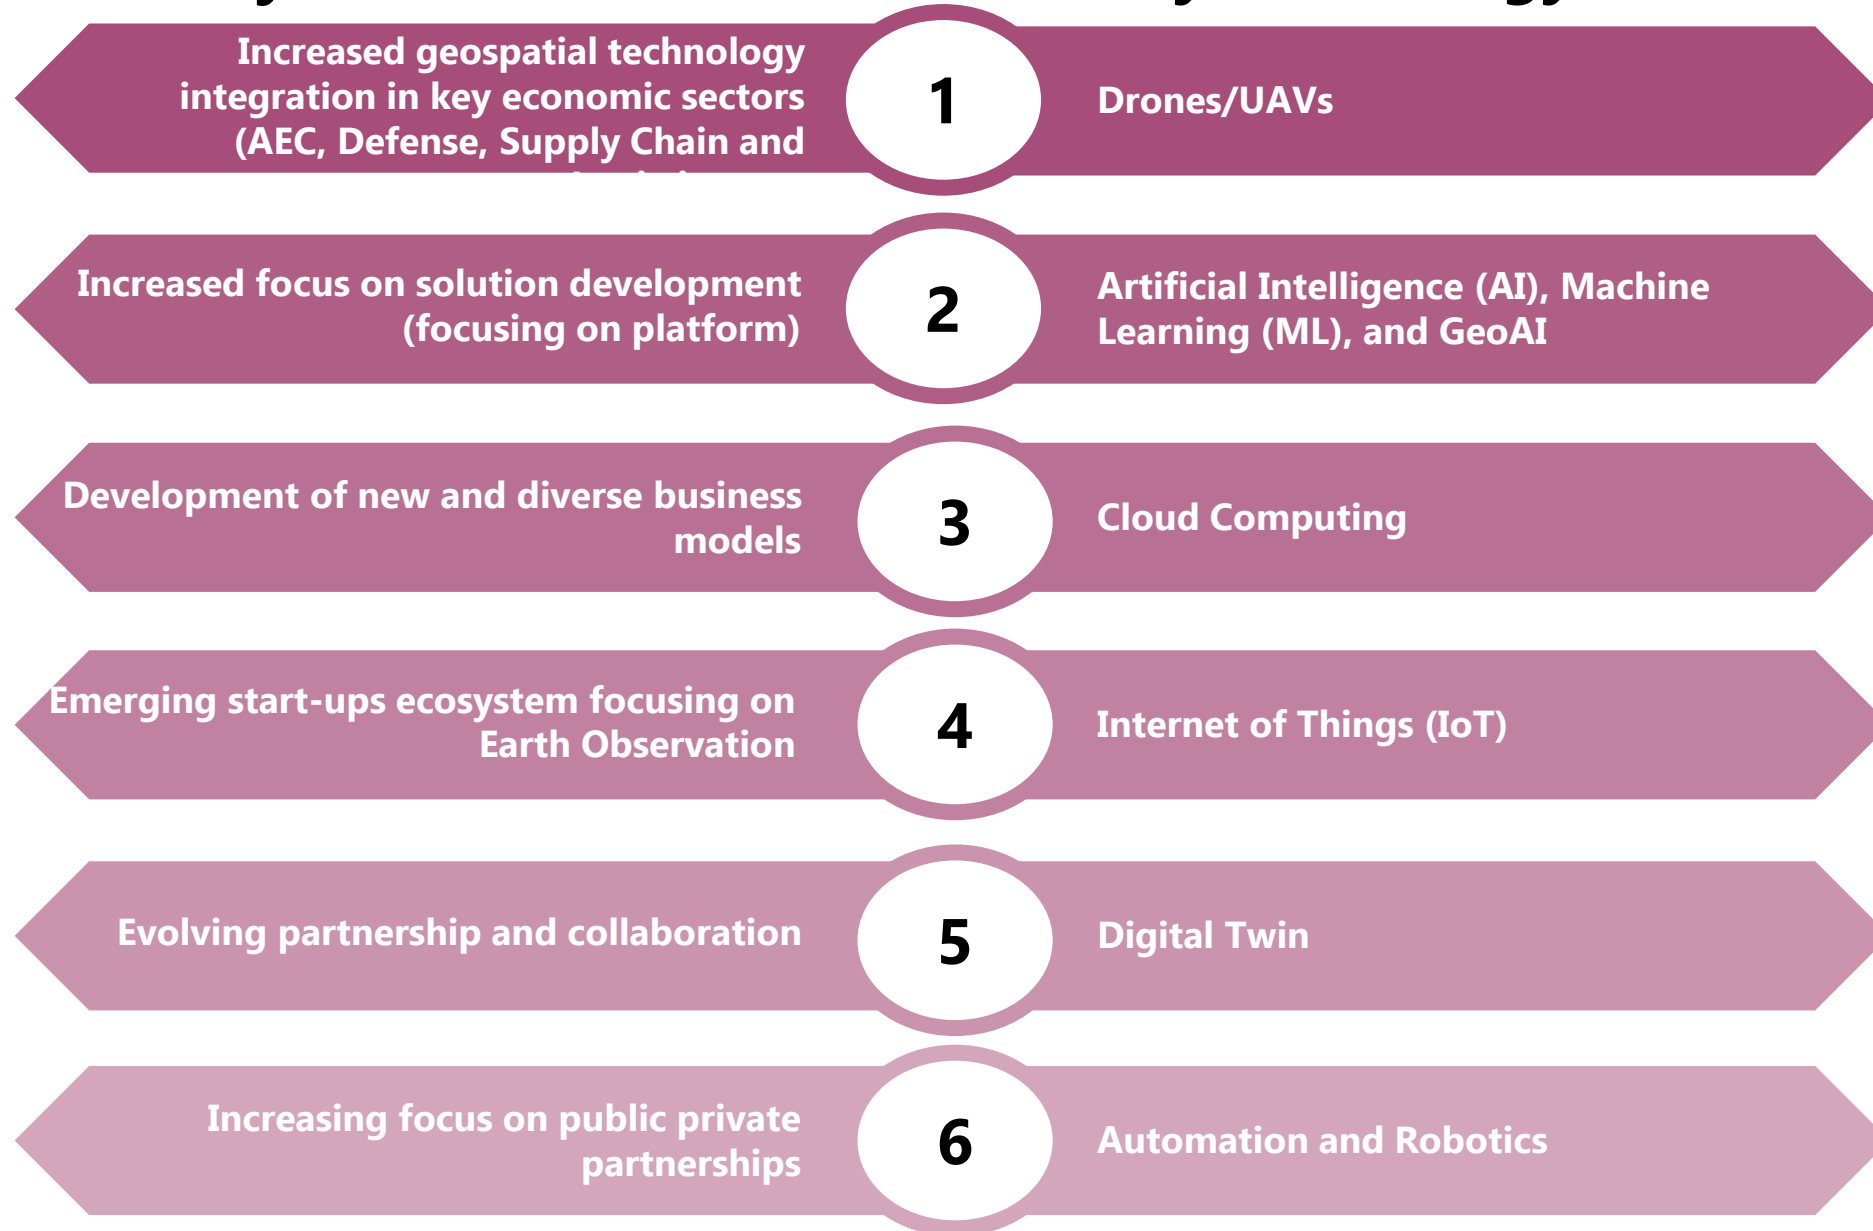 Increased geospatial technology
integration in key economic sectors
(AEC, Defense, Supply Chain and
1
Drones/UAVs
Increased focus on solution development
(focusing on platform)
2
Artificial Intelligence (AI), Machine
Learning (ML), and GeoAI
Development of new and diverse business
models
3
Cloud Computing
Emerging start-ups ecosystem focusing on
Earth Observation
4
Internet of Things (IoT)
Evolving partnership and collaboration
5
Digital Twin
Increasing focus on public private
partnerships
6
Automation and Robotics